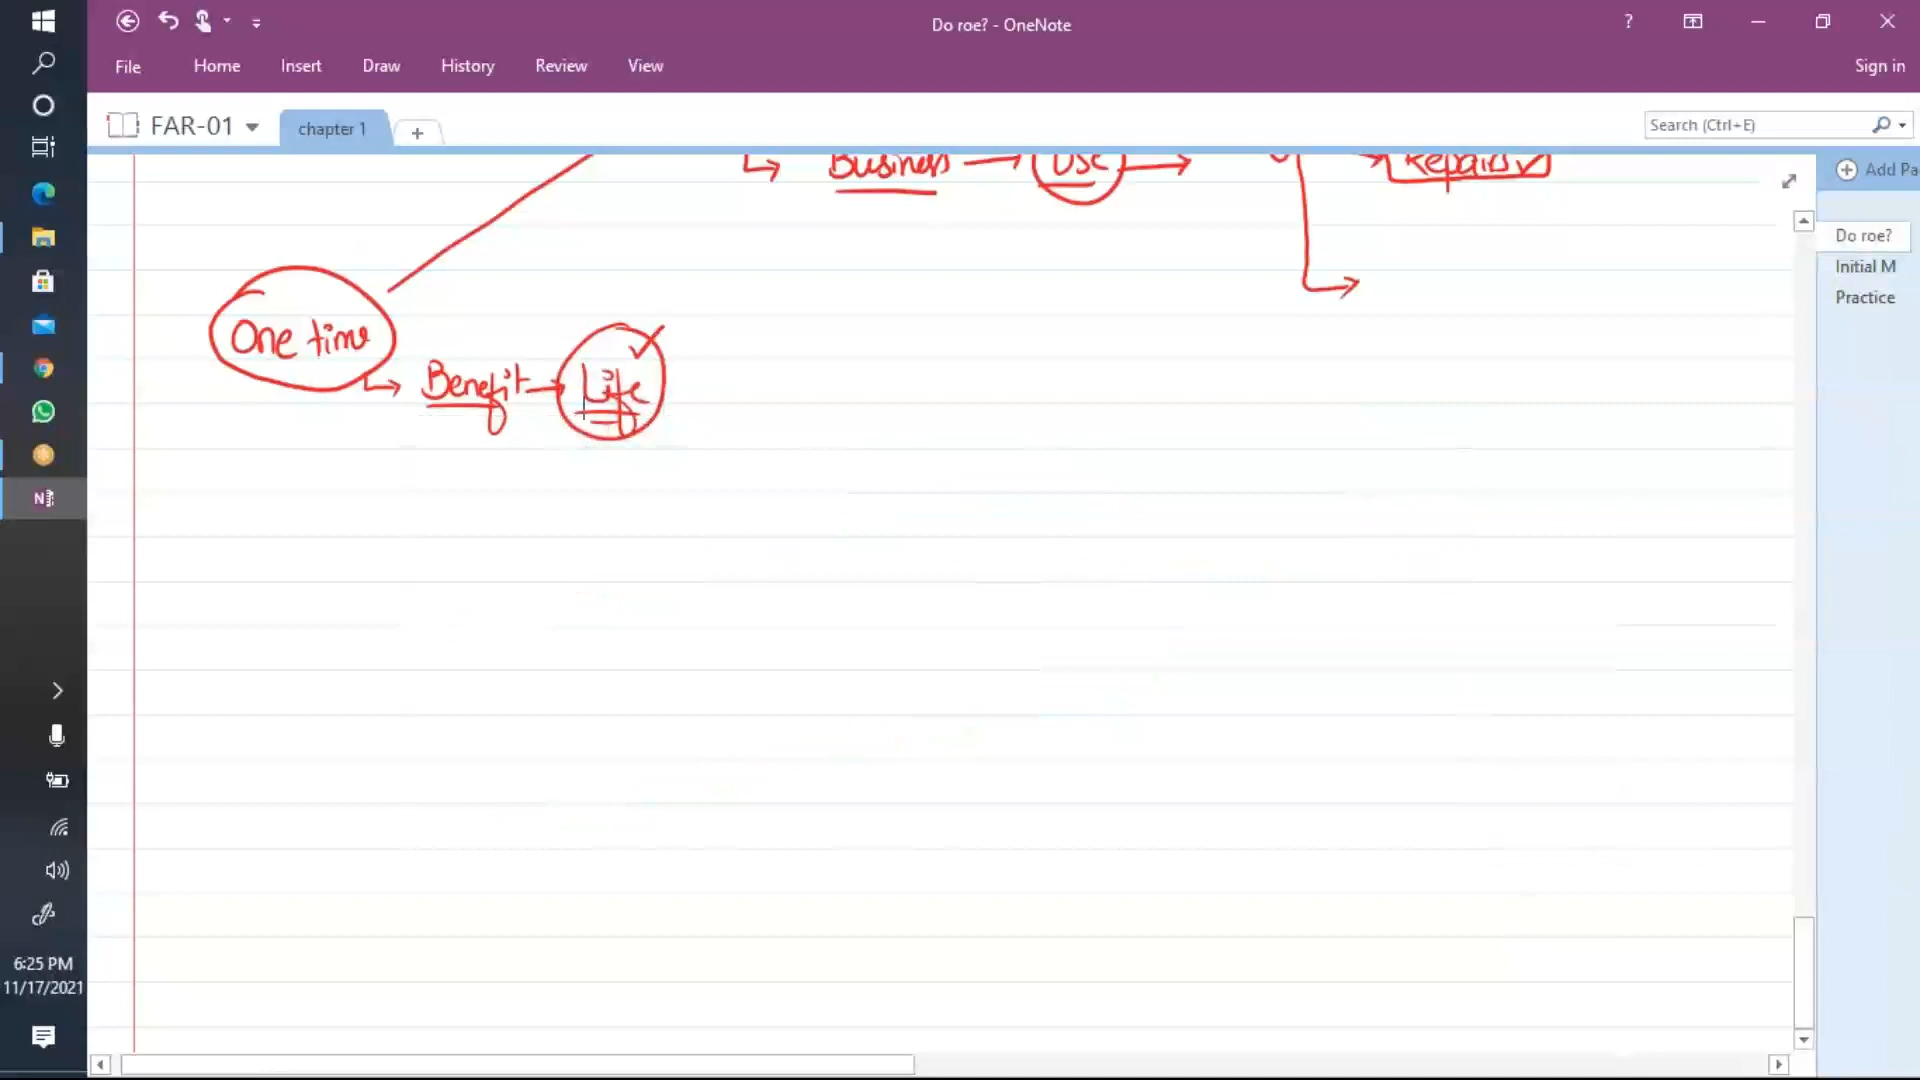 Do roe? - OneNote
?
File Home Insert Draw History Review View
Sign in
FAR-01 chapter 1 +
Search (Ctrl+E)
Business → Use → Repairs
Add Pa
Do roe?
Initial M
Practice
One time
Benefit → Life
N
6:25 PM
11/17/2021